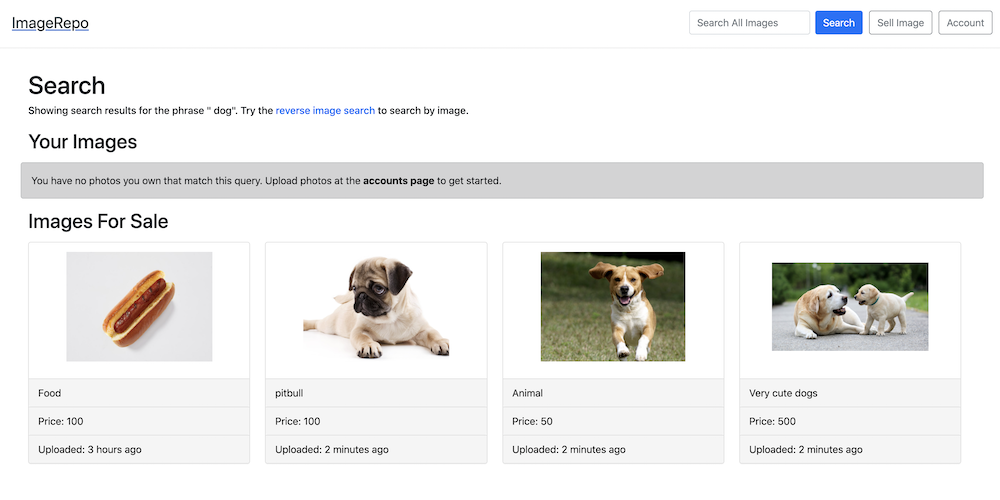 ImageRepo
Search All Images
Search
Sell Image
Account
Search
Showing search results for the phrase " dog". Try the reverse image search to search by image.
Your Images
You have no photos you own that match this query. Upload photos at the accounts page to get started.
Images For Sale
Food
Price: 100
Uploaded: 3 hours ago
pitbull
Price: 100
Uploaded: 2 minutes ago
Animal
Price: 50
Uploaded: 2 minutes ago
Very cute dogs
Price: 500
Uploaded: 2 minutes ago